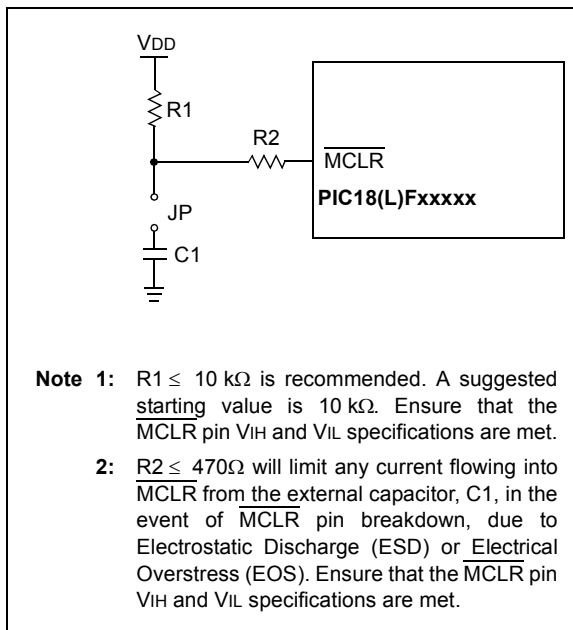 VDD
R1
R2
MCLR
PIC18(L)Fxxxxx
JP
C1
Note 1: R1 ≤ 10 kΩ is recommended. A suggested
starting value is 10 kΩ. Ensure that the
MCLR pin VIH and VIL specifications are met.
2: R2 ≤ 470Ω will limit any current flowing into
MCLR from the external capacitor, C1, in the
event of MCLR pin breakdown, due to
Electrostatic Discharge (ESD) or Electrical
Overstress (EOS). Ensure that the MCLR pin
VIH and VIL specifications are met.